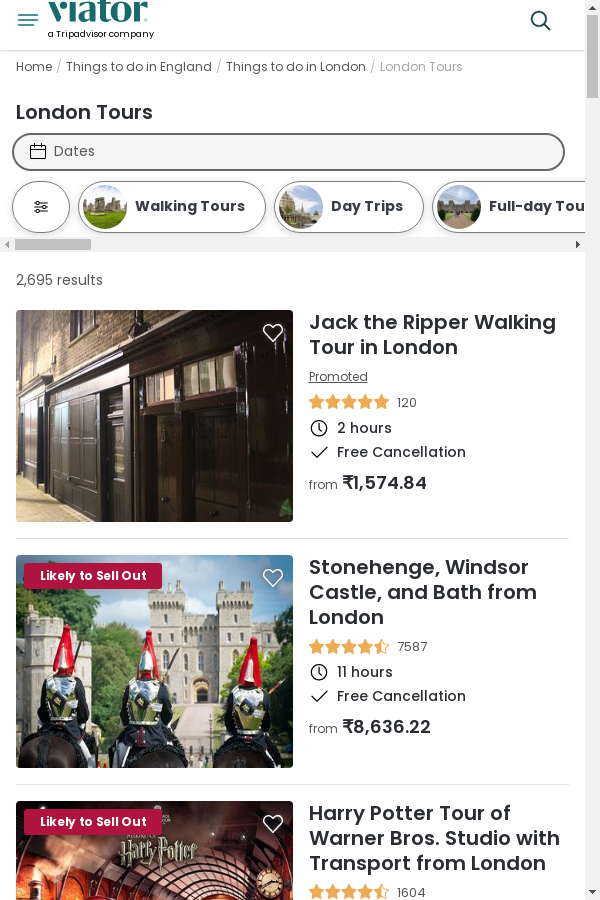 viator
a Tripadvisor company
Home / Things to do in England / Things to do in London / London Tours
London Tours
Dates
Walking Tours
Day Trips
Full-day Tou
2,695 results
Jack the Ripper Walking
Tour in London
Promoted
120
2 hours
Free Cancellation
from ₹1,574.84
Likely to Sell Out
Stonehenge, Windsor
Castle, and Bath from
London
7587
11 hours
Free Cancellation
from ₹8,636.22
Likely to Sell Out
Harry Potter
Harry Potter Tour of
Warner Bros. Studio with
Transport from London
1604